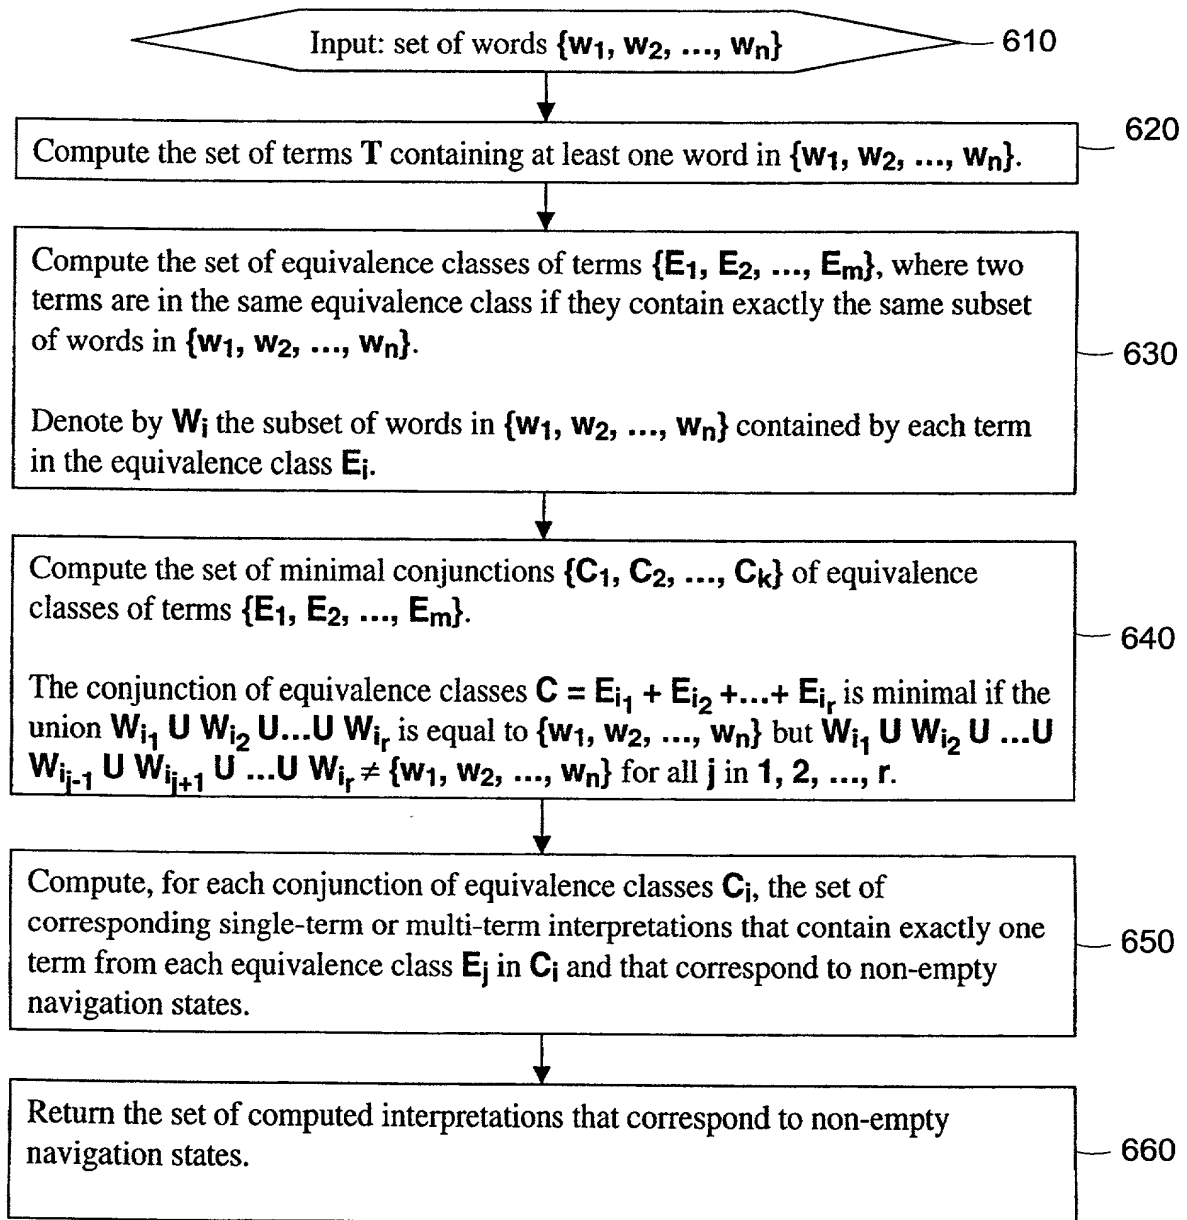 Input: set of words {w1, w2, ..., wn}
610
620
Compute the set of terms T containing at least one word in {w1, w2, ..., wn}.
Compute the set of equivalence classes of terms {E1, E2, ..., Em}, where two
terms are in the same equivalence class if they contain exactly the same subset
of words in {w1, w2, ..., wn}.
630
Denote by Wi the subset of words in {w1, w2, ..., wn} contained by each term
in the equivalence class Ei.
Compute the set of minimal conjunctions {C1, C2, ..., Ck} of equivalence
classes of terms {E1, E2, ..., Em}.
640
The conjunction of equivalence classes C = Ei1 + Ei2 +...+ Eir is minimal if the
union Wi1 U Wi2 U...U Wir is equal to {w1, w2, ..., wn} but Wi1 U Wi2 U ...U
Wij-1 U Wij+1 U ...U Wir ≠ {w1, w2, ..., wn} for all j in 1, 2, ..., r.
Compute, for each conjunction of equivalence classes Ci, the set of
corresponding single-term or multi-term interpretations that contain exactly one
term from each equivalence class Ej in Ci and that correspond to non-empty
navigation states.
650
Return the set of computed interpretations that correspond to non-empty
navigation states.
660